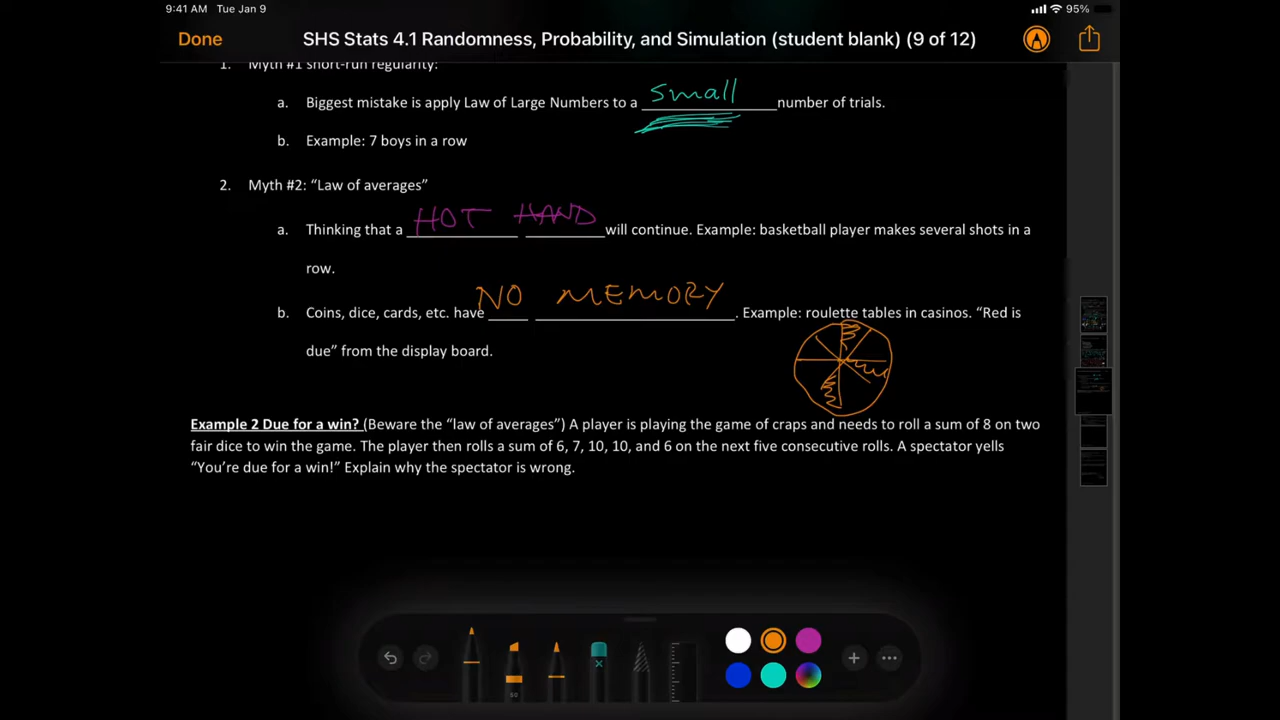 9:41 AM Tue Jan 9 95%
Done SHS Stats 4.1 Randomness, Probability, and Simulation (student blank) (9 of 12)
1. Myth #1 short-run regularity:
a. Biggest mistake is apply Law of Large Numbers to a small number of trials.
b. Example: 7 boys in a row
2. Myth #2: “Law of averages”
a. Thinking that a HOT HAND will continue. Example: basketball player makes several shots in a
row.
b. Coins, dice, cards, etc. have NO MEMORY. Example: roulette tables in casinos. “Red is
due” from the display board.
Example 2 Due for a win? (Beware the “law of averages”) A player is playing the game of craps and needs to roll a sum of 8 on two
fair dice to win the game. The player then rolls a sum of 6, 7, 10, 10, and 6 on the next five consecutive rolls. A spectator yells
“You’re due for a win!” Explain why the spectator is wrong.